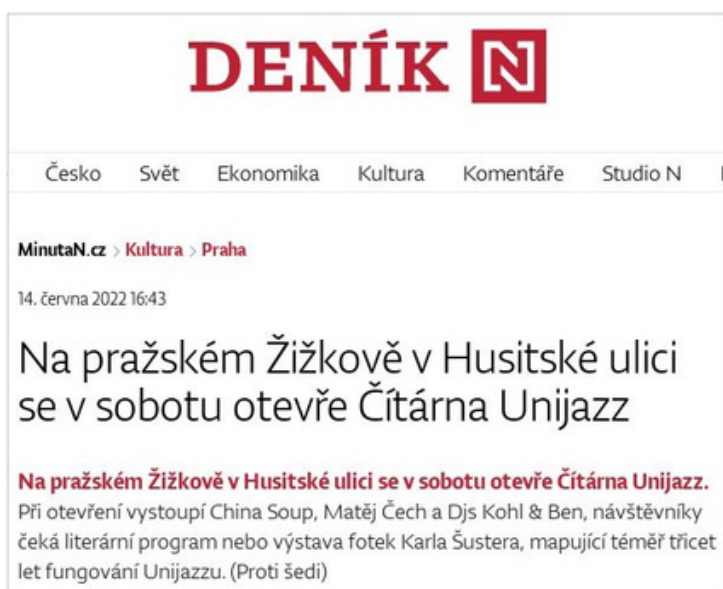 DENÍK N
Česko Svět Ekonomika Kultura Komentáře Studio N
MinutaN.cz > Kultura > Praha
14. června 2022 16:43
Na pražském Žižkově v Husitské ulici
se v sobotu otevře Čítárna Unijazz
Na pražském Žižkově v Husitské ulici se v sobotu otevře Čítárna Unijazz.
Při otevření vystoupí China Soup, Matěj Čech a Djs Kohl & Ben, návštěvníky
čeká literární program nebo výstava fotek Karla Šustera, mapující téměř třicet
let fungování Unijazzu. (Proti šedi)